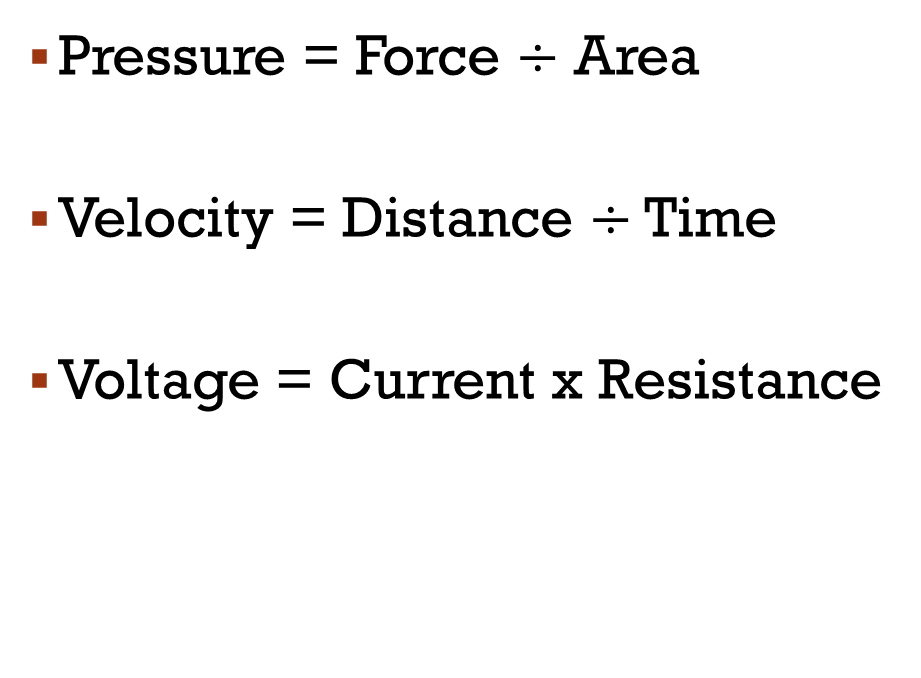 ▪ Pressure = Force ÷ Area
▪ Velocity = Distance ÷ Time
▪ Voltage = Current x Resistance